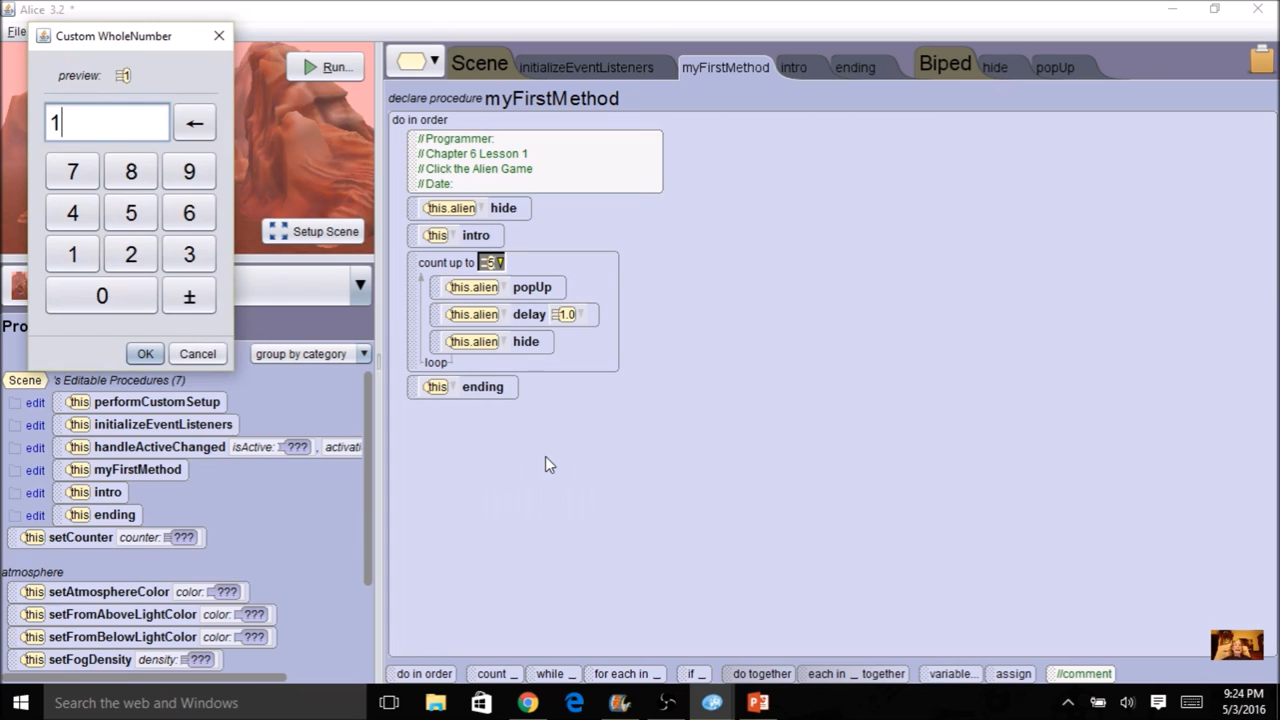 Alice 3.2 *
File
Custom WholeNumber
preview: 1
1
←
7 8 9
4 5 6
1 2 3
0 ±
OK Cancel
Run...
Setup Scene
group by category
Scene 's Editable Procedures (7)
edit this performCustomSetup
edit this initializeEventListeners
edit this handleActiveChanged isActive: ??? , activati
edit this myFirstMethod
edit this intro
edit this ending
this setCounter counter: ???
atmosphere
this setAtmosphereColor color: ???
this setFromAboveLightColor color: ???
this setFromBelowLightColor color: ???
this setFogDensity density: ???
Scene initializeEventListeners myFirstMethod intro ending Biped hide popUp
declare procedure myFirstMethod
do in order
//Programmer:
//Chapter 6 Lesson 1
//Click the Alien Game
//Date:
this.alien hide
this intro
count up to 5
this.alien popUp
this.alien delay 1.0
this.alien hide
loop
this ending
do in order count _ while _ for each in _ if _ do together each in _ together variable... assign //comment
Search the web and Windows
9:24 PM
5/3/2016